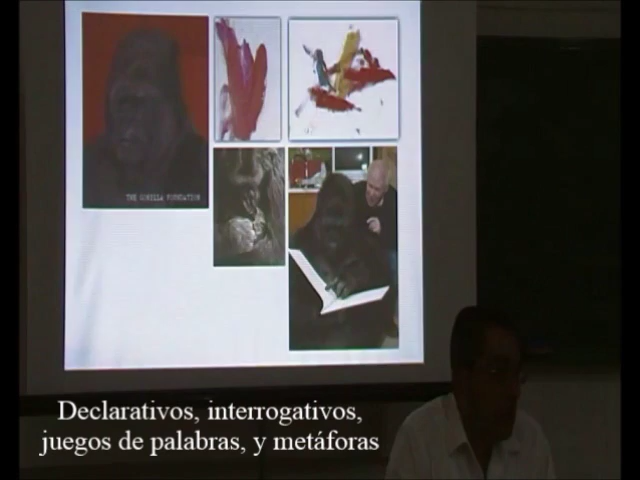 THE GORILLA FOUNDATION
Declarativos, interrogativos,
juegos de palabras, y metáforas